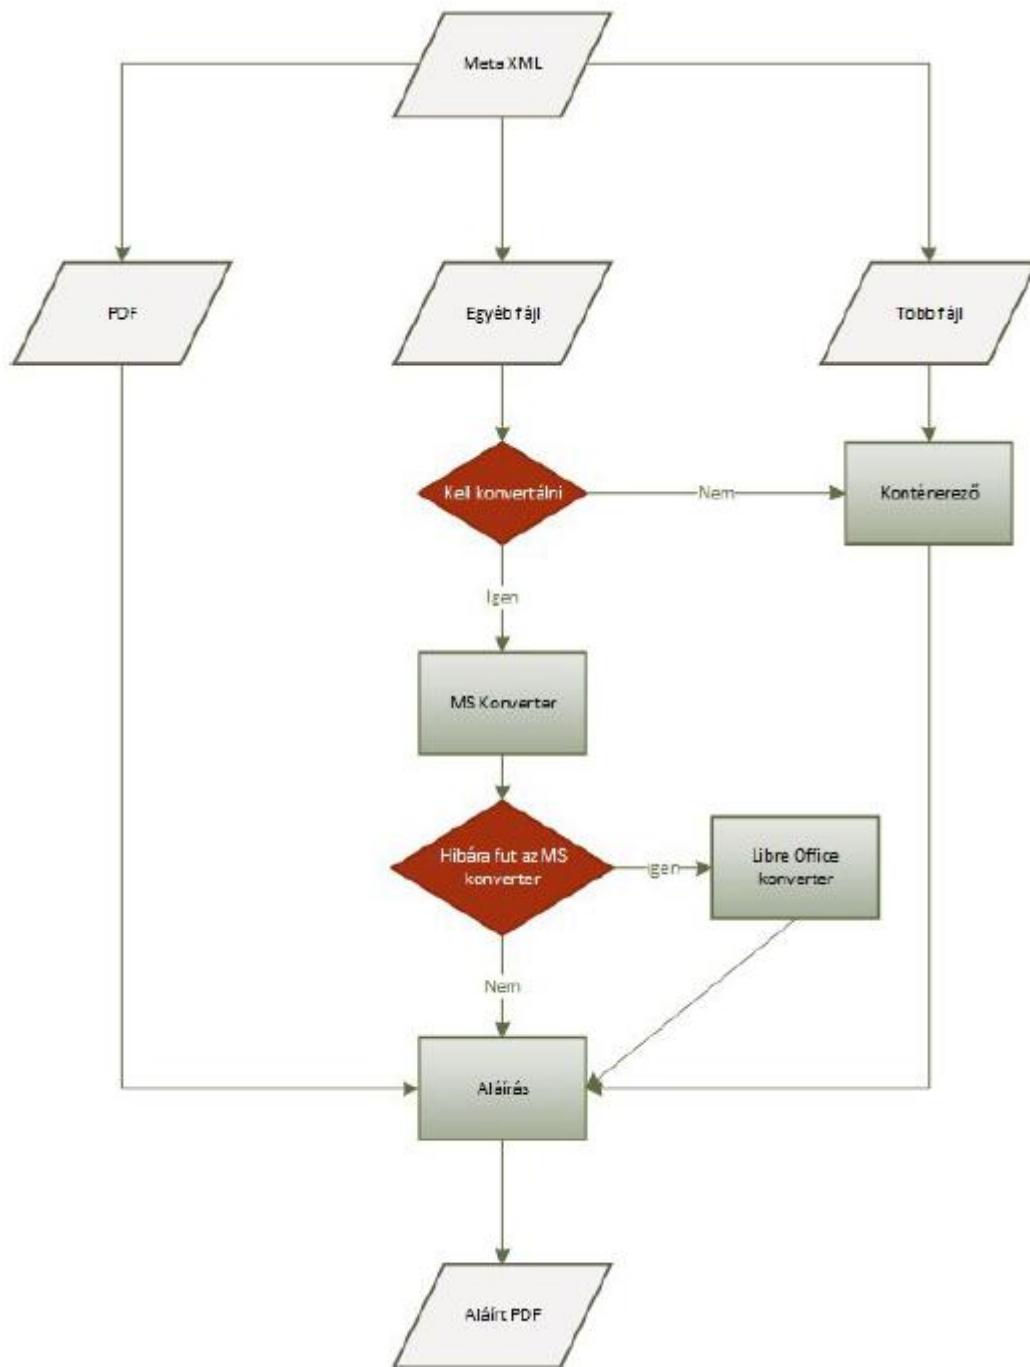 Meta XML
PDF
Egyéb fájl
Több fájl
Kell konvertálni
Nem
Konténerező
Igen
MS Konverter
Hibára fut az MS
konverter
Igen
Libre Office
konverter
Nem
Aláírás
Aláírt PDF